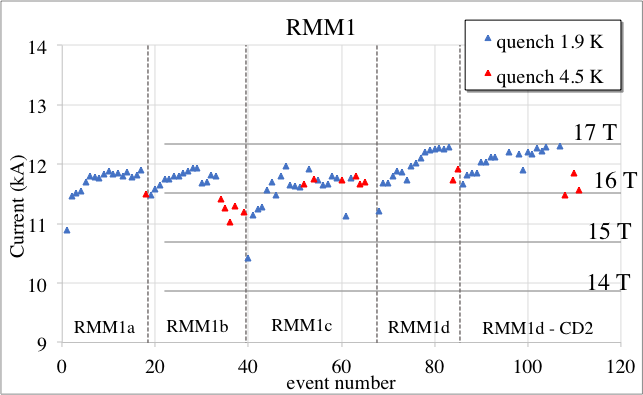 RMM1
quench 1.9 K
quench 4.5 K
Current (kA)
14
13
12
11
10
9
17 T
16 T
15 T
14 T
RMM1a
RMM1b
RMM1c
RMM1d
RMM1d - CD2
0
20
40
60
80
100
120
event number